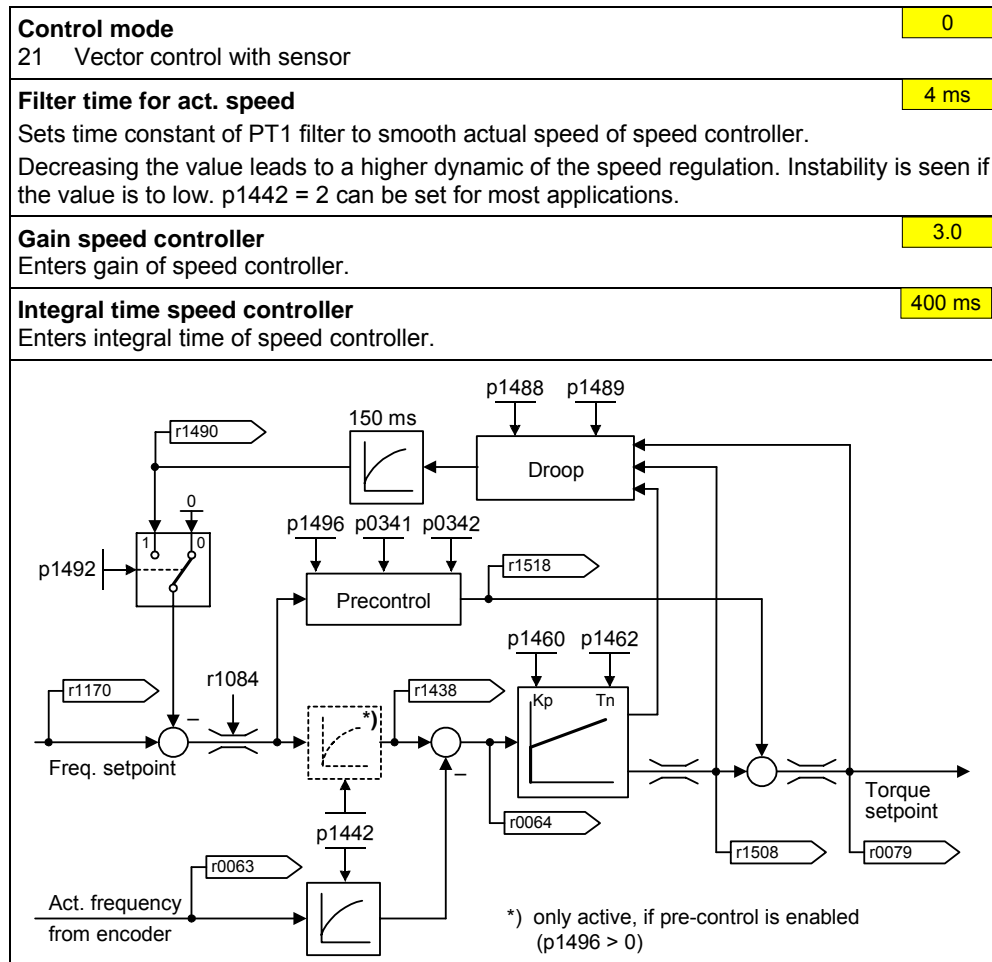 Control mode
0
21 Vector control with sensor
Filter time for act. speed
4 ms
Sets time constant of PT1 filter to smooth actual speed of speed controller.
Decreasing the value leads to a higher dynamic of the speed regulation. Instability is seen if
the value is to low. p1442 = 2 can be set for most applications.
Gain speed controller
3.0
Enters gain of speed controller.
Integral time speed controller
400 ms
Enters integral time of speed controller.
p1488 p1489
150 ms
r1490
Droop
0
p1496 p0341 p0342
1 0
p1492
r1518
Precontrol
p1460 p1462
r1170
r1084
r1438
Kp Tn
*)
–
Freq. setpoint
–
Torque
setpoint
p1442
r0064
r0063
r1508
r0079
Act. frequency
from encoder
*) only active, if pre-control is enabled
(p1496 > 0)